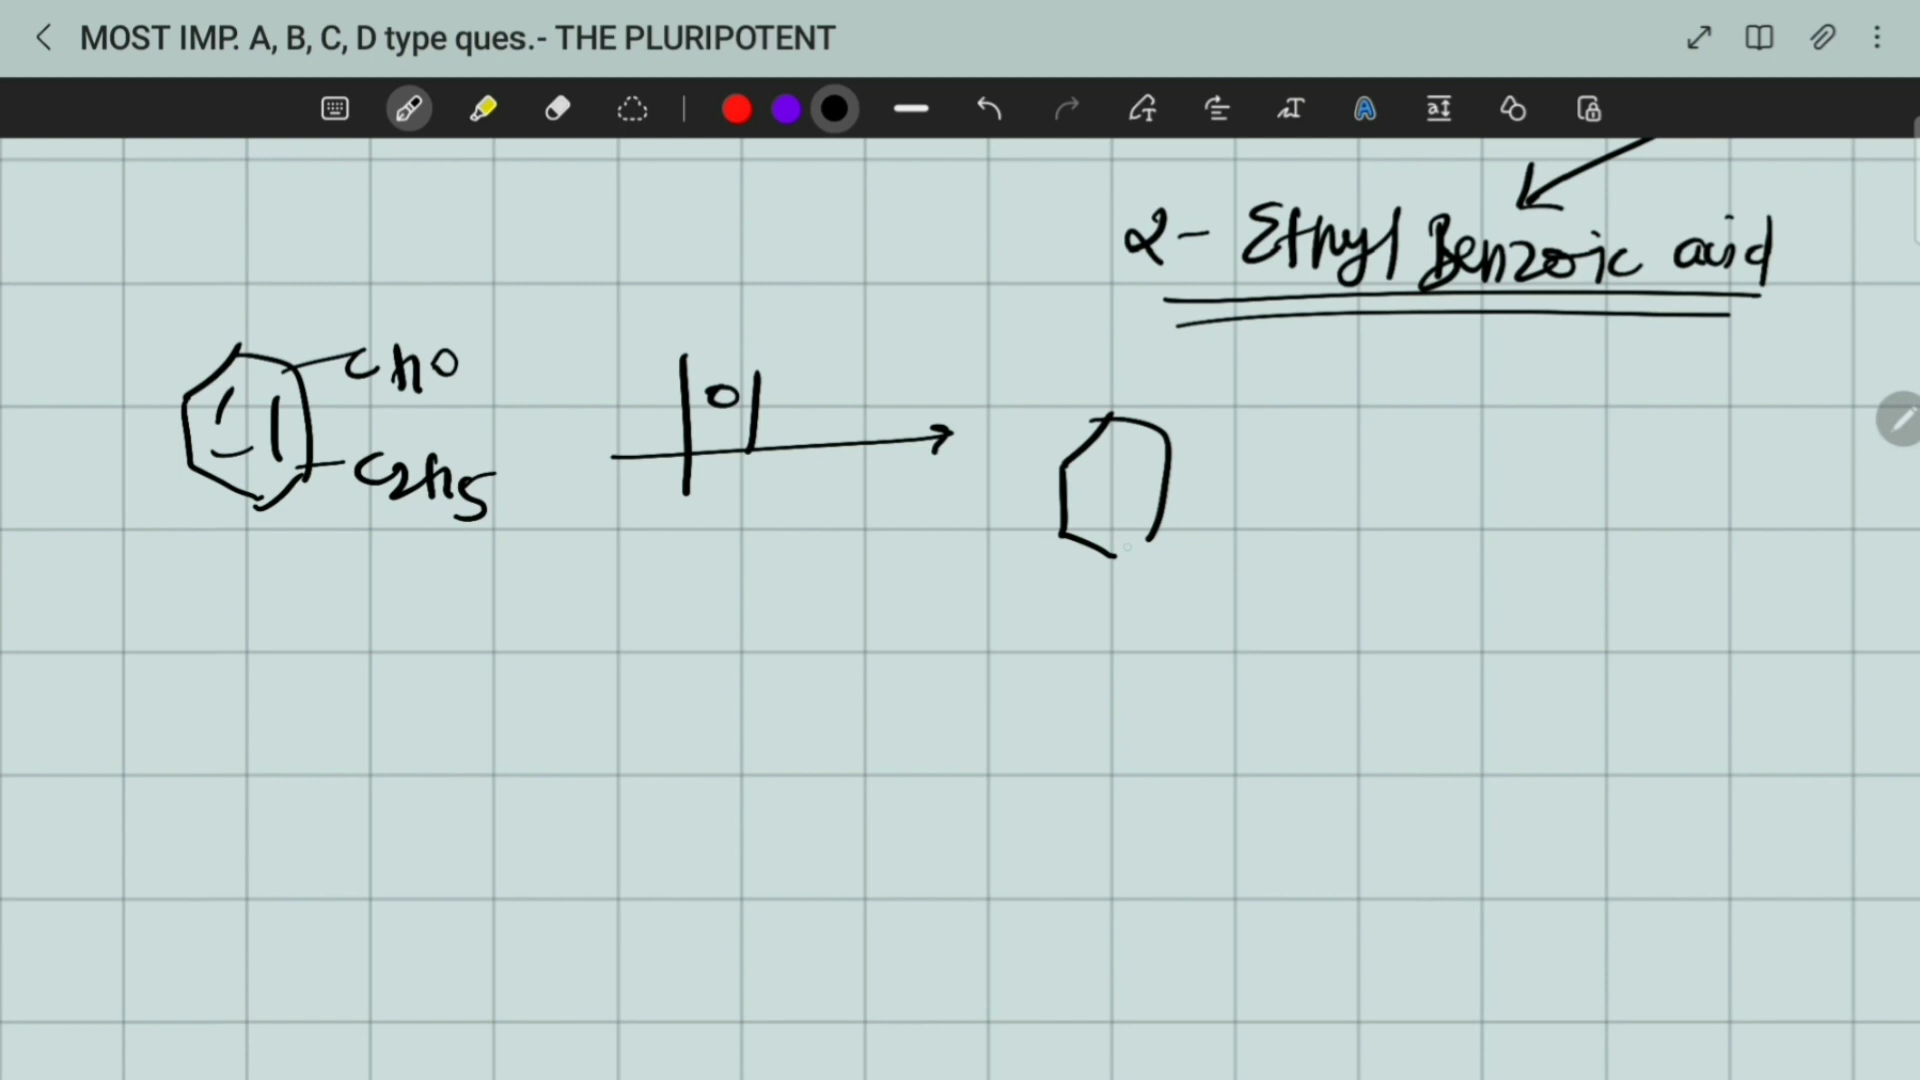 MOST IMP. A, B, C, D type ques.- THE PLURIPOTENT
2- Ethyl Benzoic acid
CHO
|O|
C2H5